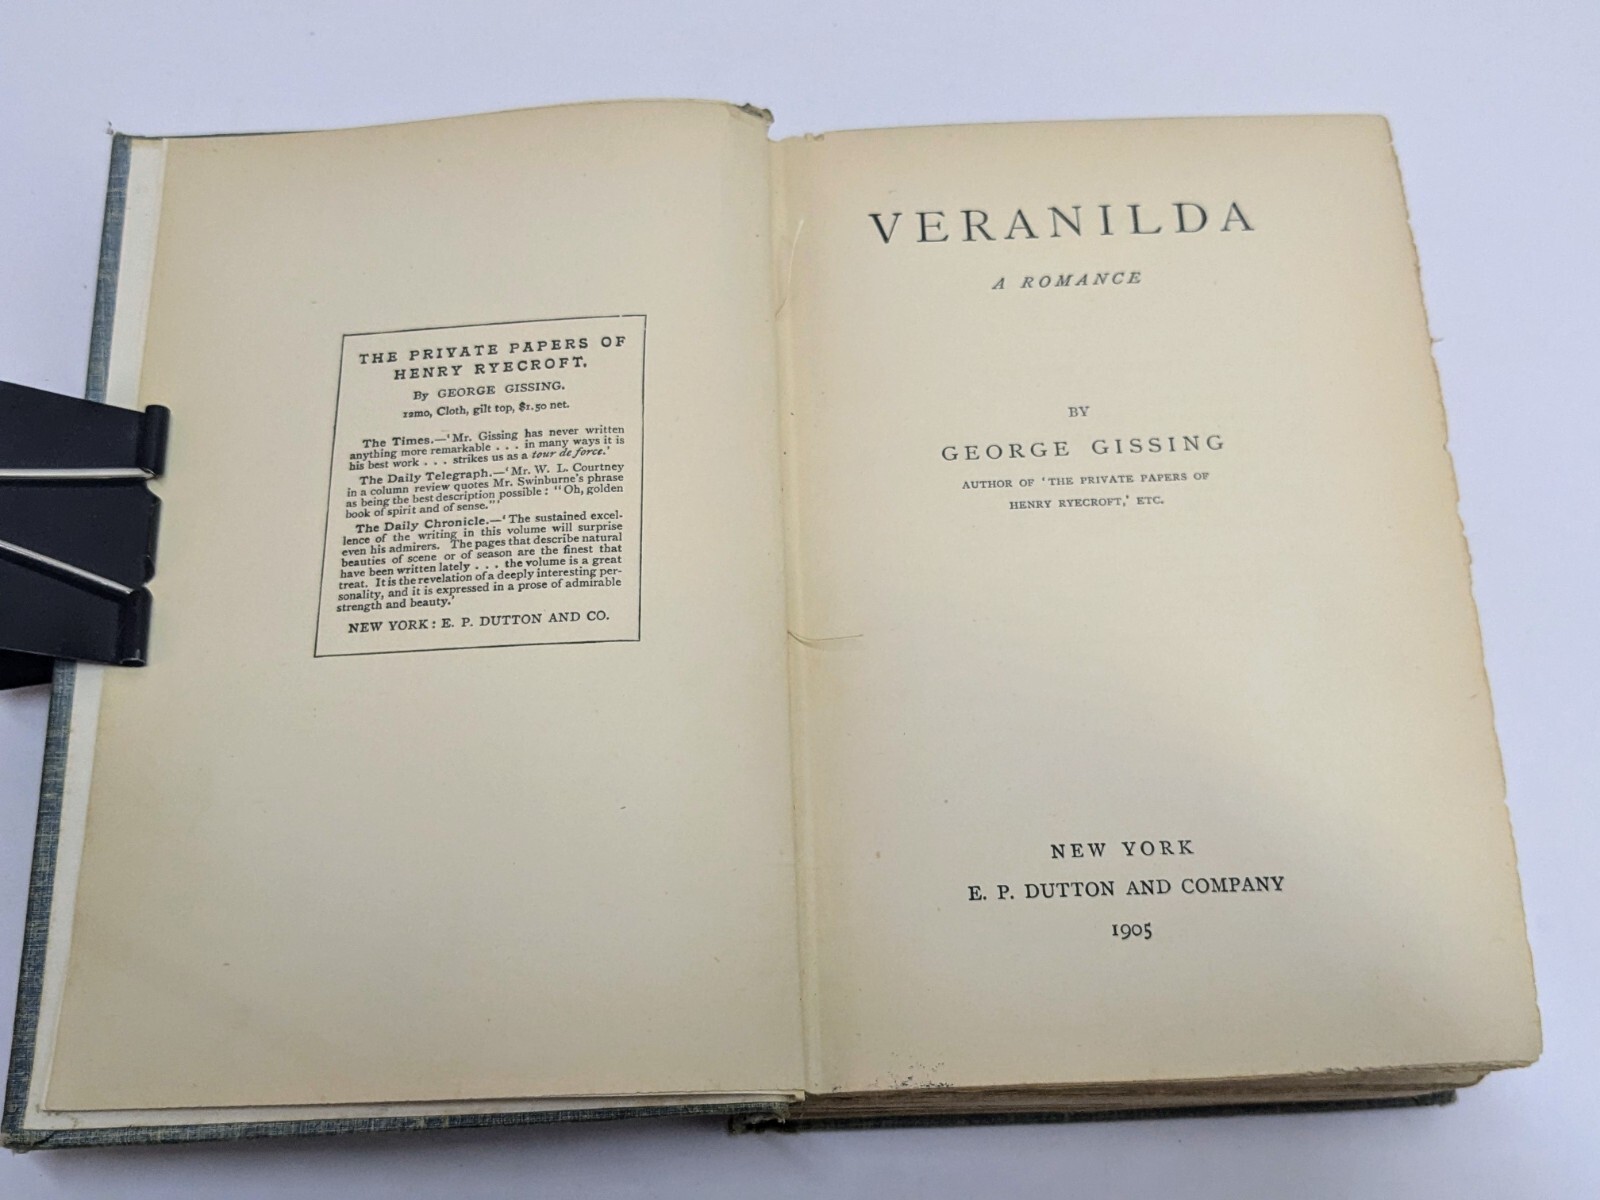 THE PRIVATE PAPERS OF
HENRY RYECROFT.
By GEORGE GISSING.
12mo, Cloth, gilt top, $1.50 net.
The Times.—'Mr. Gissing has never written
anything more remarkable . . . in many ways it is
his best work . . . strikes us as a tour de force.'
The Daily Telegraph.—'Mr. W. L. Courtney
in a column review quotes Mr. Swinburne's phrase
as being the best description possible: "Oh, golden
book of spirit and of sense."'
The Daily Chronicle.—'The sustained excel-
lence of the writing in this volume will surprise
even his admirers. The pages that describe natural
beauties of scene or of season are the finest that
have been written lately . . . the volume is a great
treat. It is the revelation of a deeply interesting per-
sonality, and it is expressed in a prose of admirable
strength and beauty.'
NEW YORK: E. P. DUTTON AND CO.
VERANILDA
A ROMANCE
BY
GEORGE GISSING
AUTHOR OF 'THE PRIVATE PAPERS OF
HENRY RYECROFT,' ETC.
NEW YORK
E. P. DUTTON AND COMPANY
1905